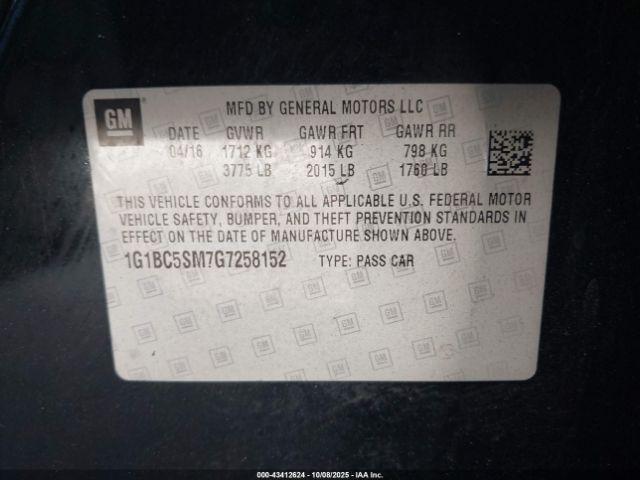 GM
MFD BY GENERAL MOTORS LLC
DATE GVWR GAWR FRT GAWR RR
04/16 1712 KG 914 KG 798 KG
3775 LB 2015 LB 1760 LB
THIS VEHICLE CONFORMS TO ALL APPLICABLE U.S. FEDERAL MOTOR
VEHICLE SAFETY, BUMPER, AND THEFT PREVENTION STANDARDS IN
EFFECT ON THE DATE OF MANUFACTURE SHOWN ABOVE.
1G1BC5SM7G7258152 TYPE: PASS CAR
000-43412624 | 10/08/2025 | IAA Inc.